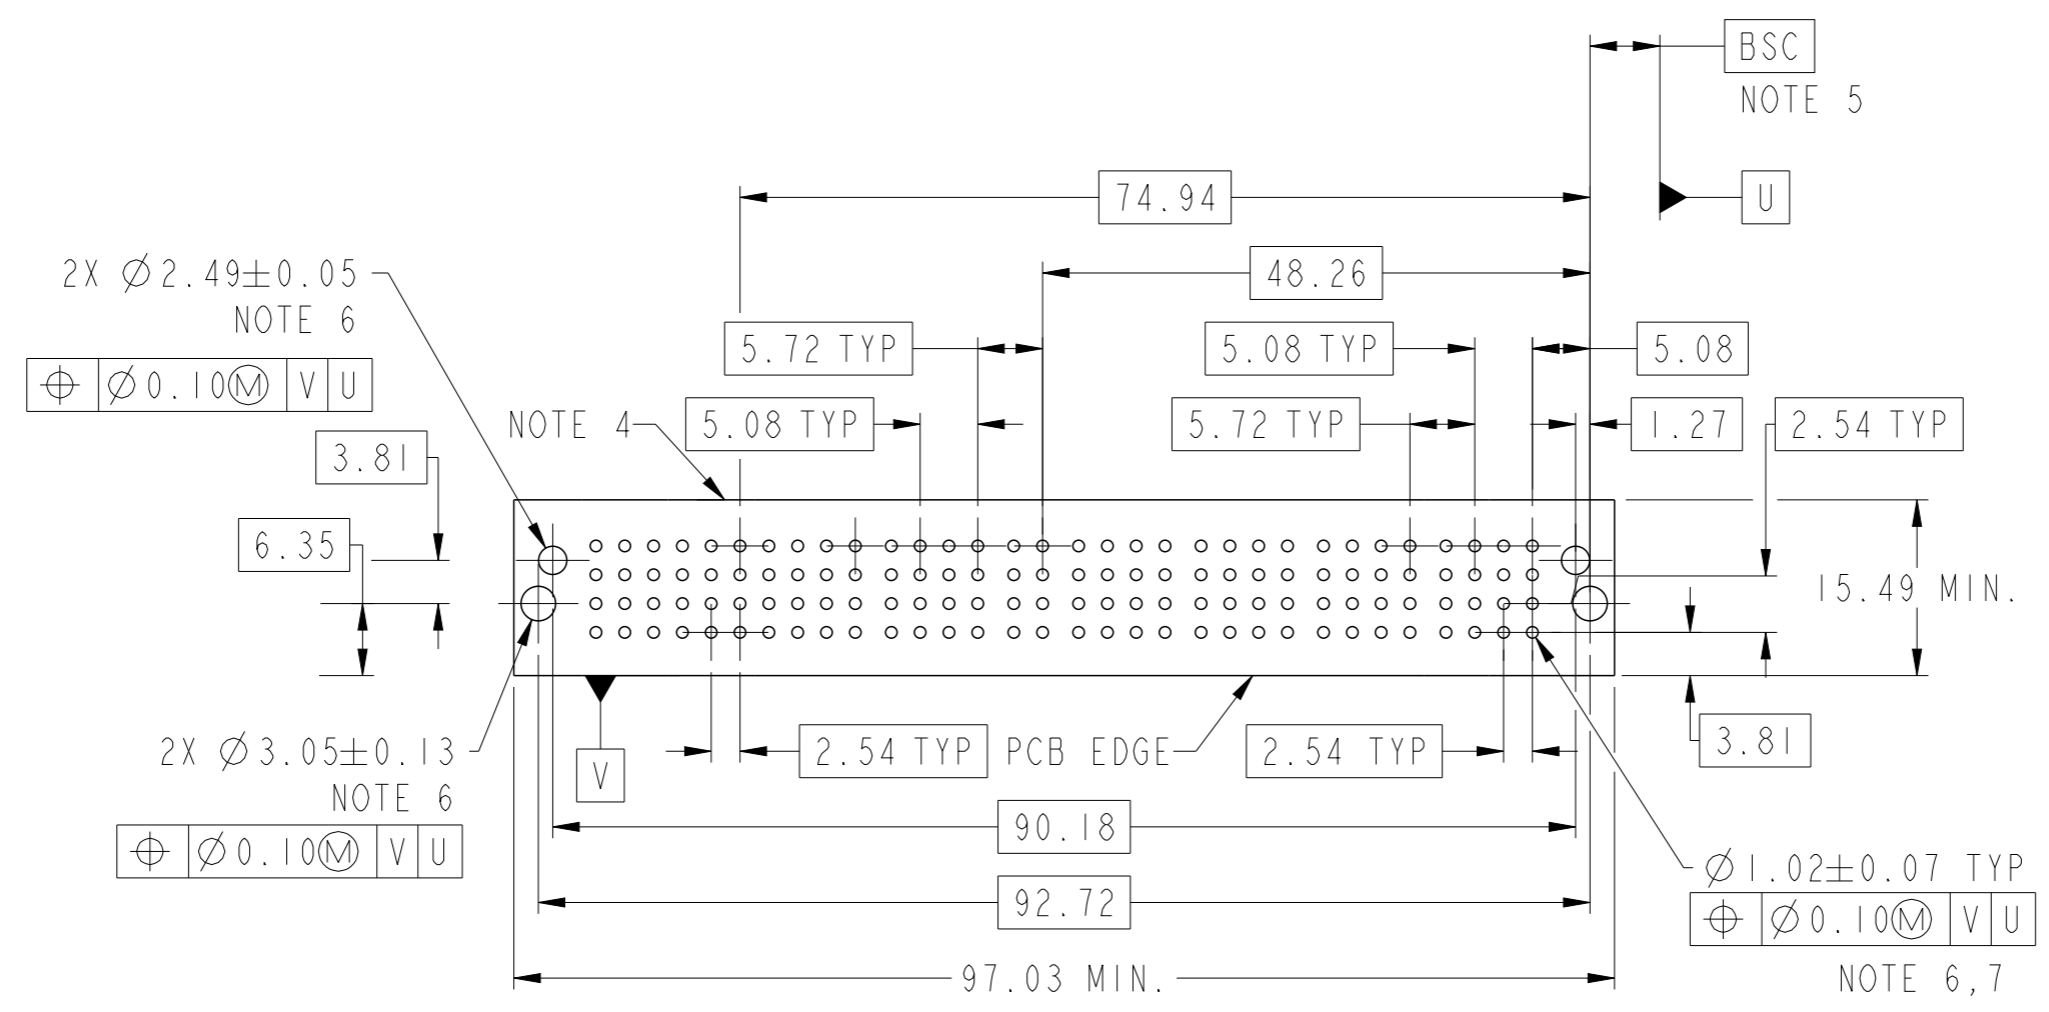 BSC
NOTE 5
74.94
U
48.26
2X ⌀2.49±0.05
NOTE 6
⌖ ⌀0.10Ⓜ V U
5.72 TYP
5.08 TYP
5.08
NOTE 4
5.08 TYP
5.72 TYP
1.27
2.54 TYP
3.81
6.35
15.49 MIN.
2X ⌀3.05±0.13
NOTE 6
⌖ ⌀0.10Ⓜ V U
V
2.54 TYP
PCB EDGE
2.54 TYP
3.81
90.18
92.72
97.03 MIN.
⌀1.02±0.07 TYP
⌖ ⌀0.10Ⓜ V U
NOTE 6,7